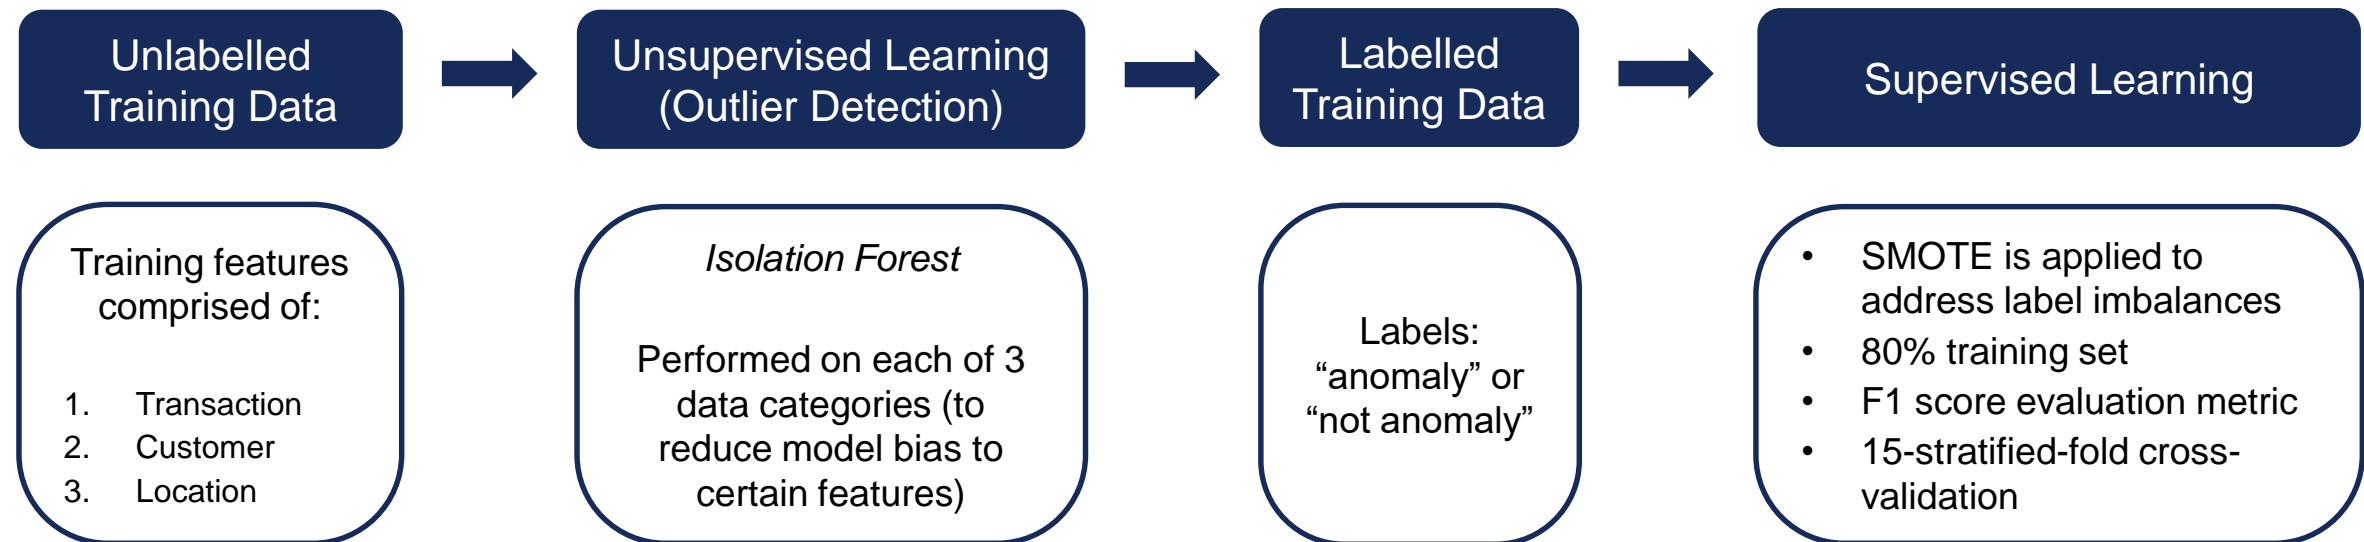 Unlabelled
Training Data
Unsupervised Learning
(Outlier Detection)
Labelled
Training Data
Supervised Learning
Training features
comprised of:
1. Transaction
2. Customer
3. Location
Isolation Forest
Performed on each of 3
data categories (to
reduce model bias to
certain features)
Labels:
“anomaly” or
“not anomaly”
• SMOTE is applied to
address label imbalances
• 80% training set
• F1 score evaluation metric
• 15-stratified-fold cross-
validation